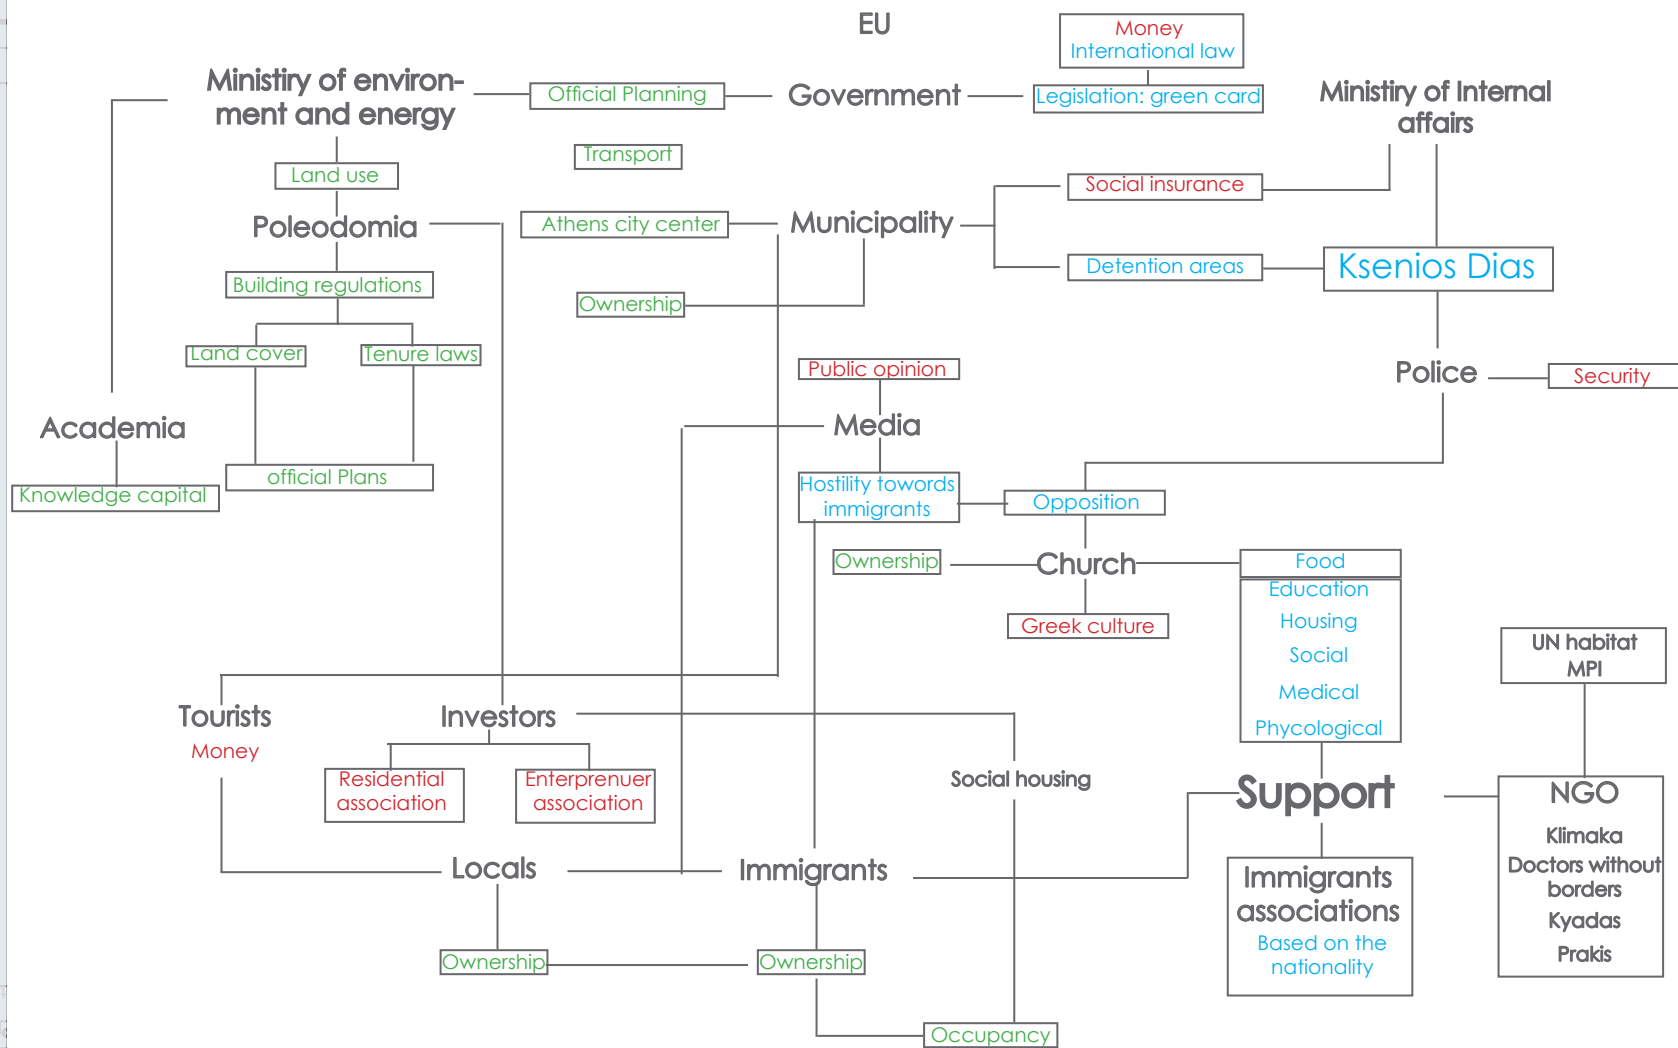 EU
Money
International law
Ministiry of environ-
ment and energy
Official Planning
Government
Legislation: green card
Ministiry of Internal
affairs
Transport
Land use
Social insurance
Poleodomia
Athens city center
Municipality
Detention areas
Ksenios Dias
Building regulations
Ownership
Land cover
Tenure laws
Public opinion
Police
Security
Academia
Media
official Plans
Knowledge capital
Hostility towords
immigrants
Opposition
Ownership
Church
Food
Education
Housing
Social
Medical
Phycological
Greek culture
UN habitat
MPI
Tourists
Money
Investors
Residential
association
Enterprenuer
association
Social housing
Support
NGO
Klimaka
Doctors without
borders
Kyadas
Prakis
Locals
Immigrants
Immigrants
associations
Based on the
nationality
Ownership
Ownership
Occupancy